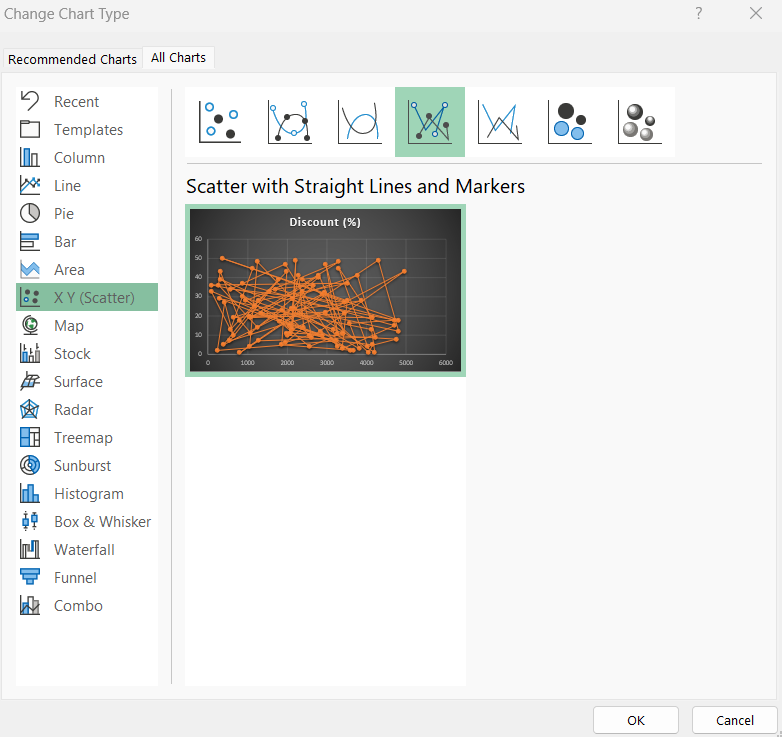 Change Chart Type
?
Recommended Charts
All Charts
Recent
Templates
Column
Line
Pie
Bar
Area
X Y (Scatter)
Map
Stock
Surface
Radar
Treemap
Sunburst
Histogram
Box & Whisker
Waterfall
Funnel
Combo
Scatter with Straight Lines and Markers
Discount (%)
60
50
40
30
20
10
0
0 1000 2000 3000 4000 5000 6000
OK
Cancel